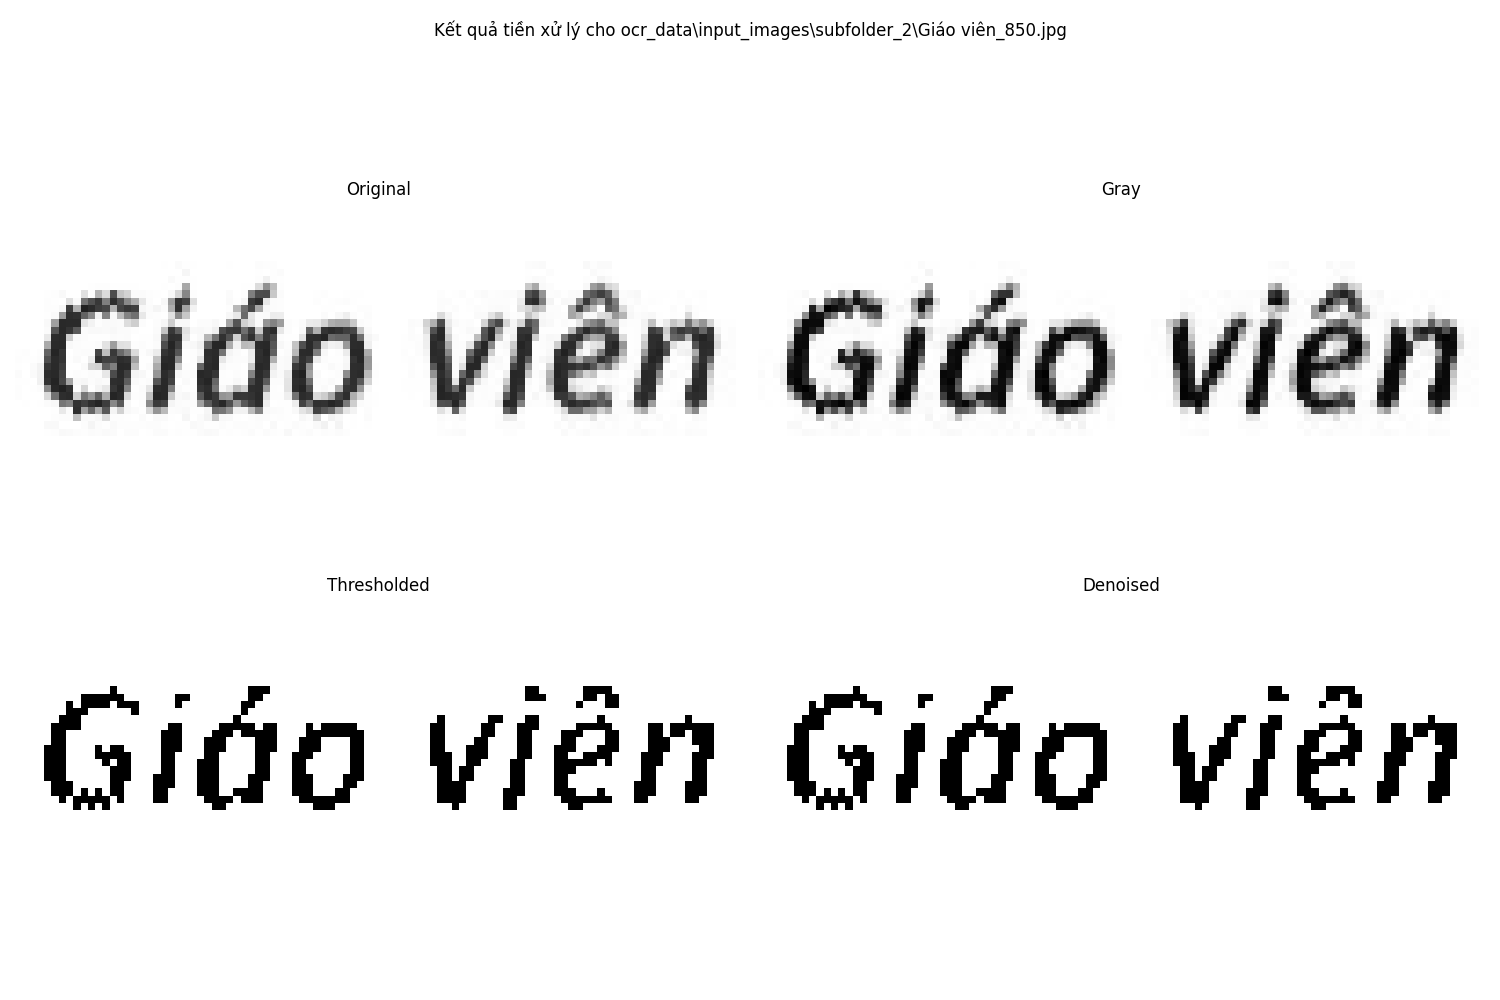 Kết quả tiền xử lý cho ocr_data\input_images\subfolder_2\Giáo viên_850.jpg
Original
Gray
Giáo viên
Giáo viên
Thresholded
Denoised
Giáo viên
Giáo viên